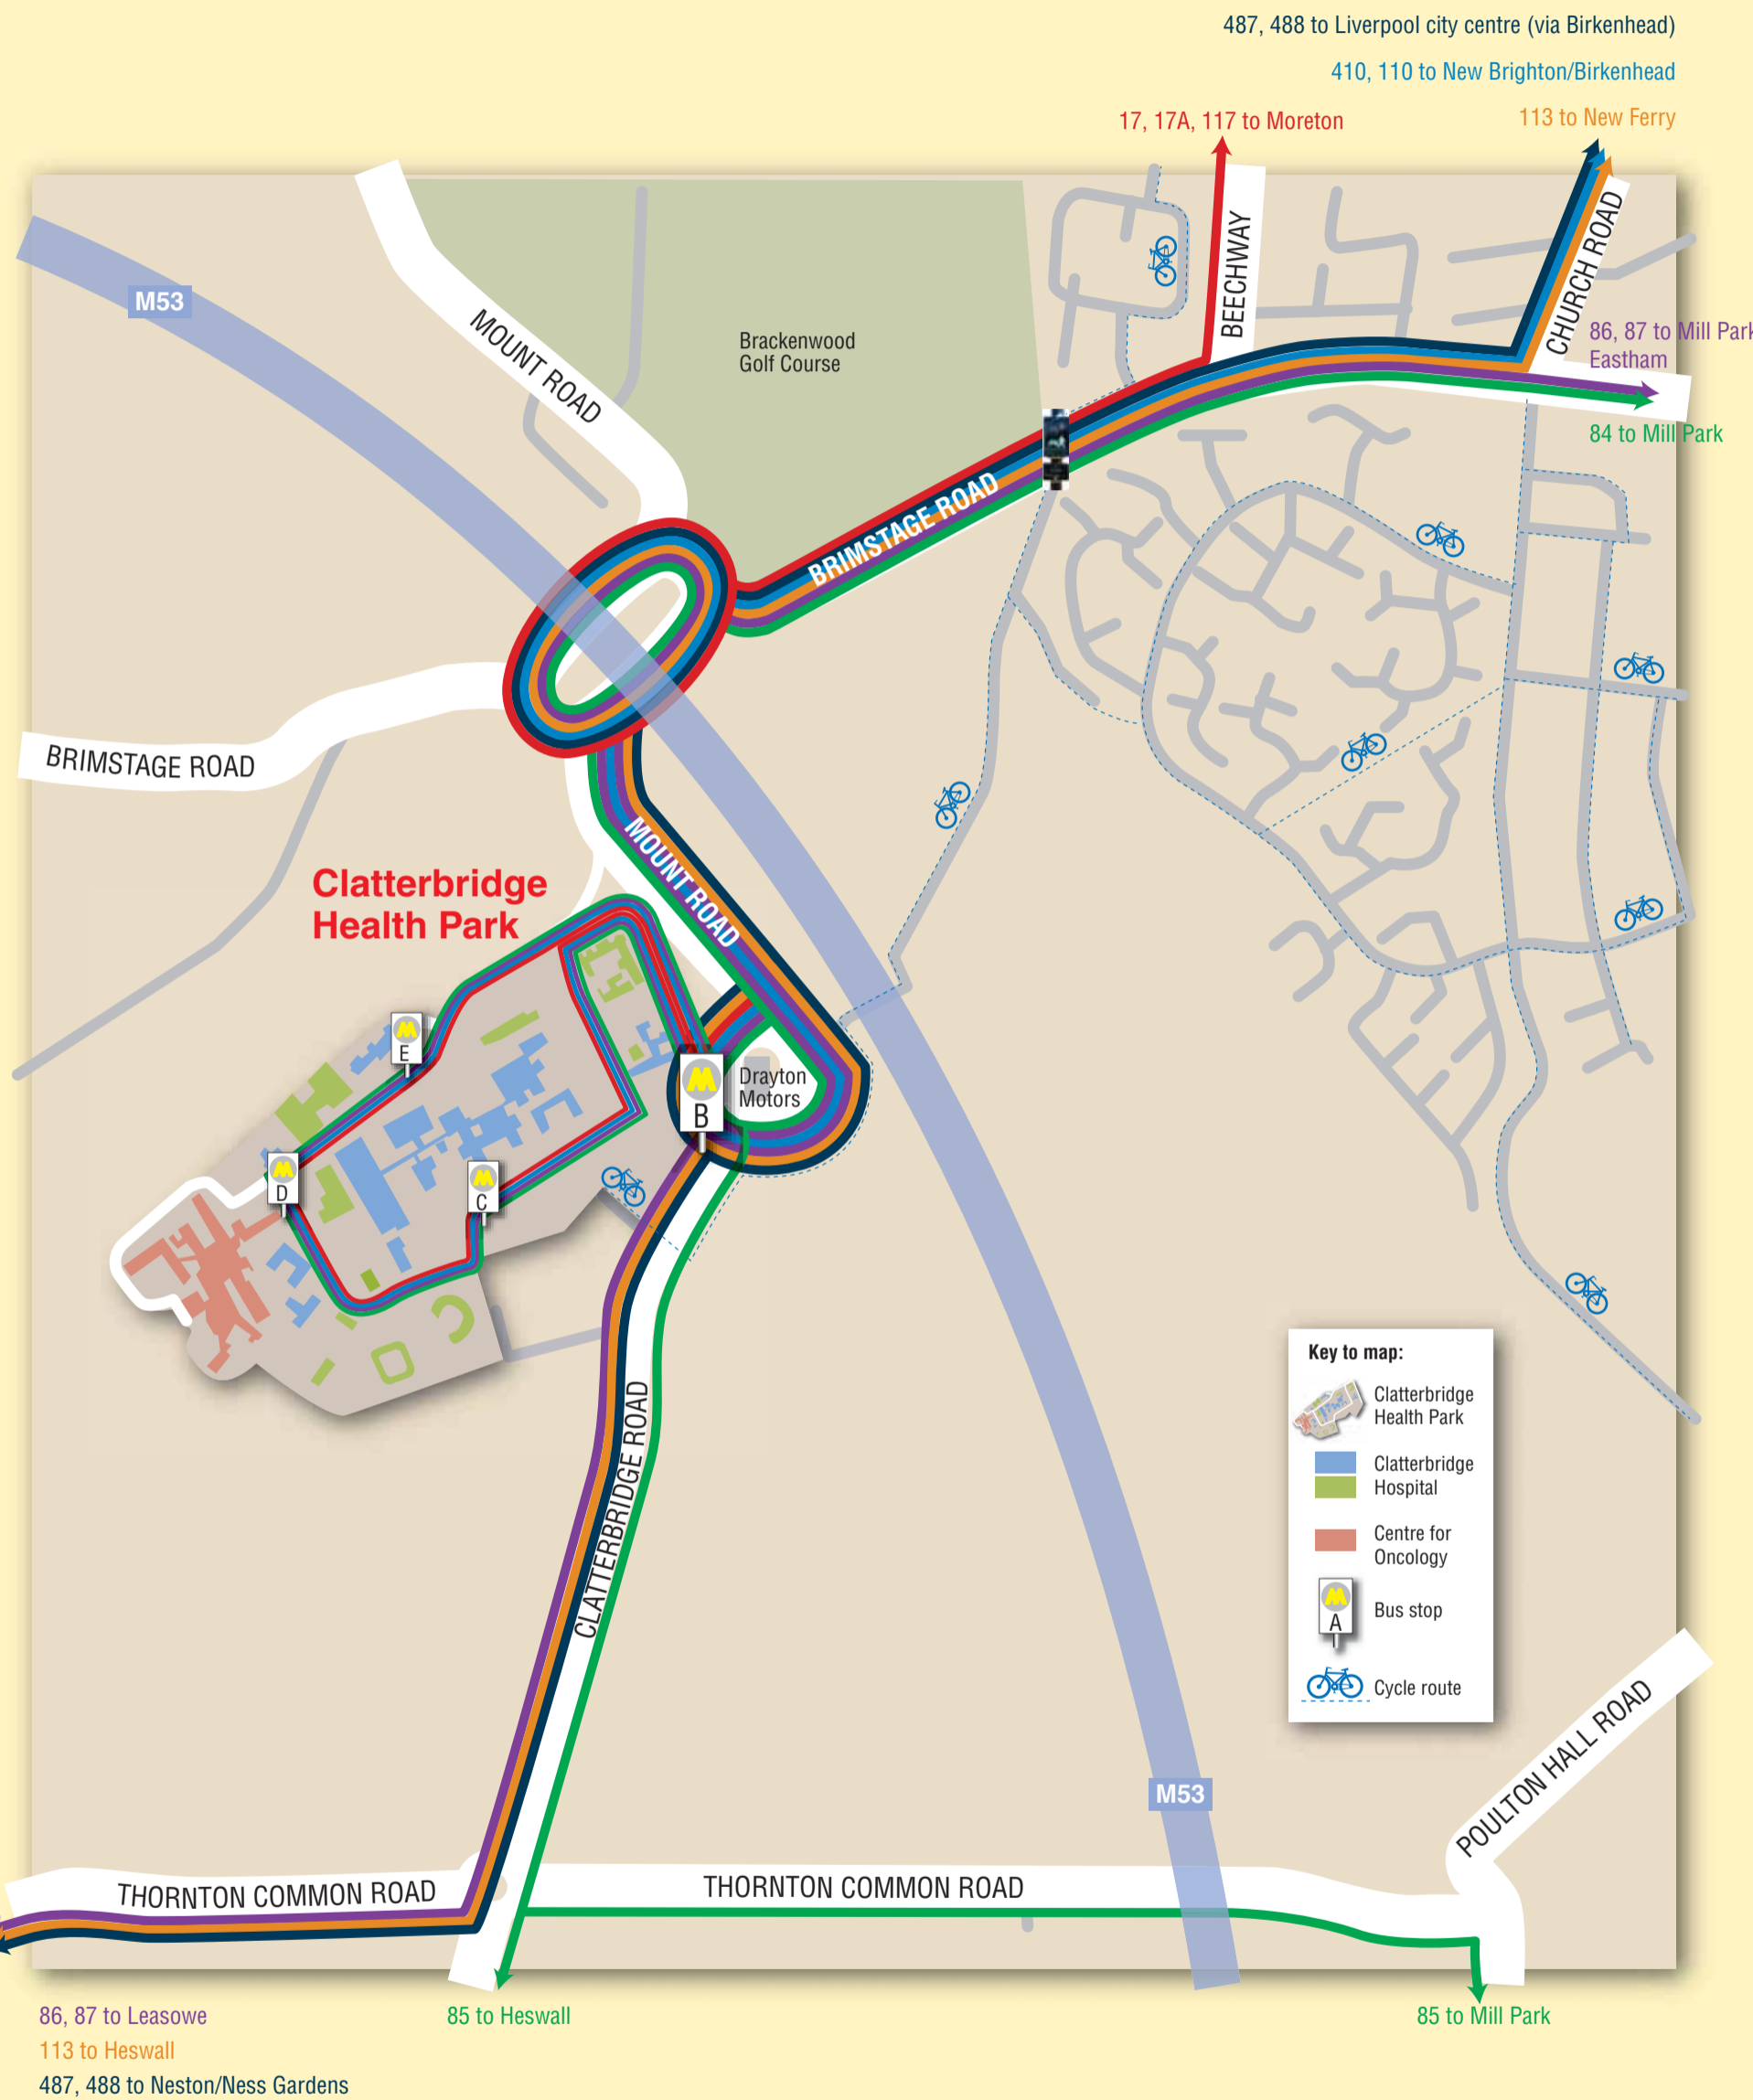 487, 488 to Liverpool city centre (via Birkenhead)
410, 110 to New Brighton/Birkenhead
17, 17A, 117 to Moreton
113 to New Ferry
BEECHWAY
CHURCH ROAD
M53
MOUNT ROAD
Brackenwood
Golf Course
86, 87 to Mill Park
Eastham
84 to Mill Park
BRIMSTAGE ROAD
BRIMSTAGE ROAD
MOUNT ROAD
Clatterbridge
Health Park
E
B
Drayton
Motors
D
C
CLATTERBRIDGE ROAD
Key to map:
Clatterbridge
Health Park
Clatterbridge
Hospital
Centre for
Oncology
A
Bus stop
Cycle route
POULTON HALL ROAD
M53
THORNTON COMMON ROAD
THORNTON COMMON ROAD
86, 87 to Leasowe
85 to Heswall
85 to Mill Park
113 to Heswall
487, 488 to Neston/Ness Gardens